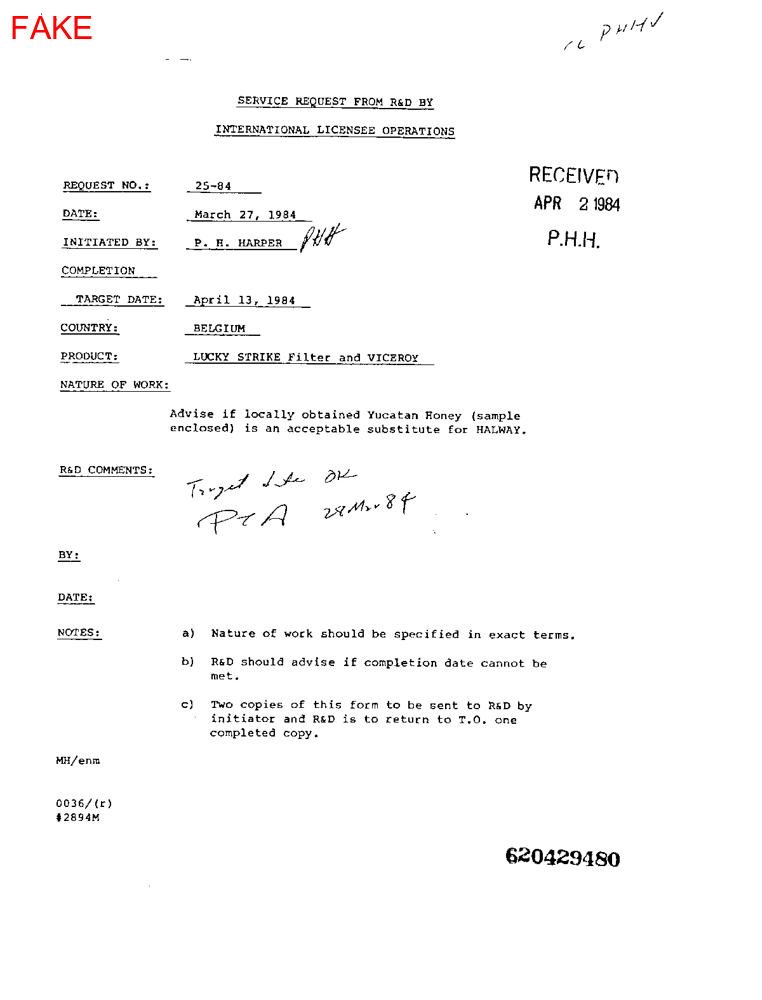 FAKE
PHH
SERVICE REQUEST FROM R&D BY
INTERNATIONAL LICENSEE OPERATIONS
RECEIVED
APR 2 1984
P.H.H.
REQUEST NO.: 25-84
DATE: March 27, 1984
INITIATED BY: P. H. HARPER PHH
COMPLETION
TARGET DATE: April 13, 1984
COUNTRY: BELGIUM
PRODUCT: LUCKY STRIKE Filter and VICEROY
NATURE OF WORK:
Advise if locally obtained Yucatan Honey (sample
enclosed) is an acceptable substitute for HALWAY.
R&D COMMENTS:
Target date OK
28 Mar 84
BY:
DATE:
NOTES: a) Nature of work should be specified in exact terms.
b) R&D should advise if completion date cannot be
met.
c) Two copies of this form to be sent to R&D by
initiator and R&D is to return to T.O. one
completed copy.
MH/enm
0036/(r)
#2894M
620429480